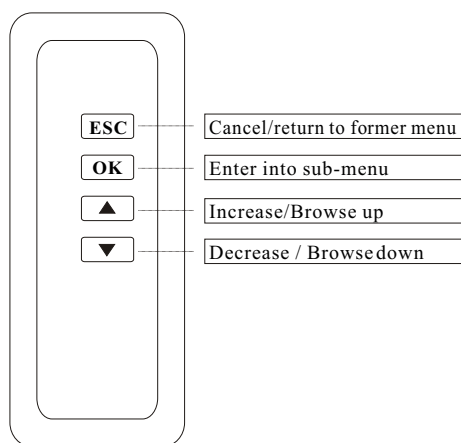 ESC Cancel/return to former menu
OK Enter into sub-menu
▲ Increase/Browse up
▼ Decrease / Browse down